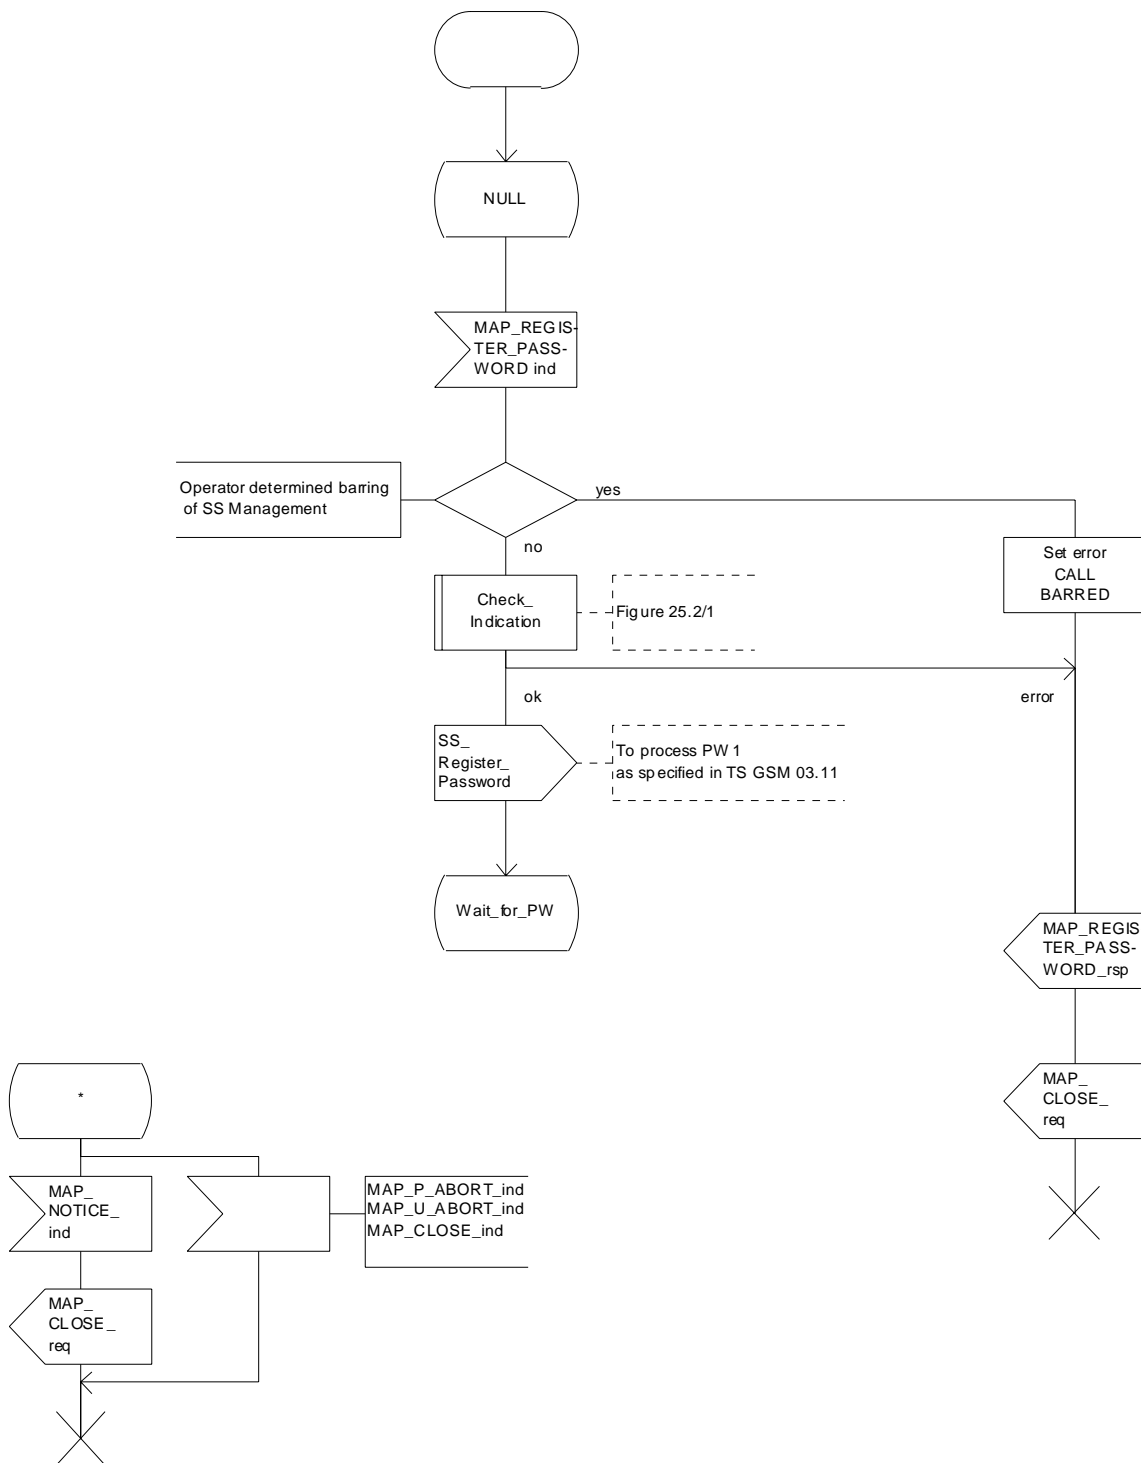 NULL
MAP_REGIS-
TER_PASS-
WORD ind
Operator determined barring
of SS Management
yes
no
Set error
CALL
BARRED
Check_
Indication
Figure 25.2/1
ok
error
SS_
Register_
Password
To process PW 1
as specified in TS GSM 03.11
Wait_for_PW
MAP_REGIS
TER_PASS-
WORD_rsp
MAP_
CLOSE_
req
*
MAP_
NOTICE_
ind
MAP_P_ABORT_ind
MAP_U_ABORT_ind
MAP_CLOSE_ind
MAP_
CLOSE_
req